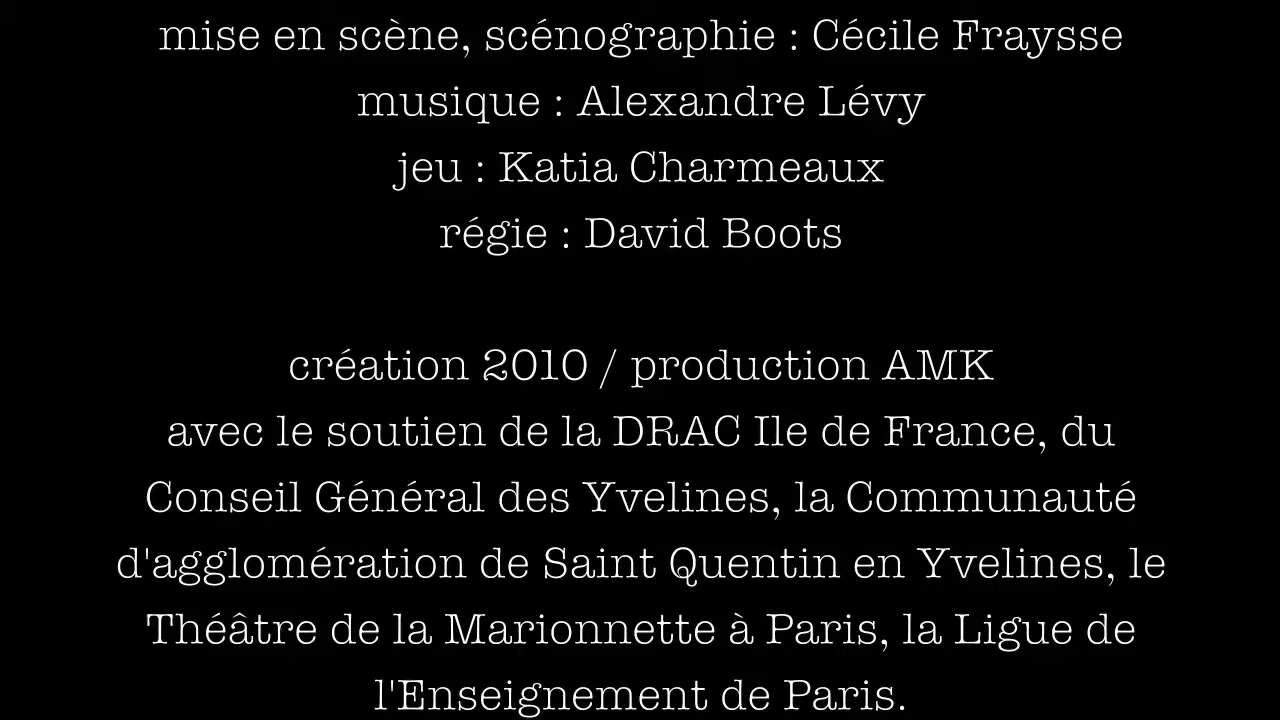 mise en scène, scénographie : Cécile Fraysse
musique : Alexandre Lévy
jeu : Katia Charmeaux
régie : David Boots
création 2010 / production AMK
avec le soutien de la DRAC Ile de France, du
Conseil Général des Yvelines, la Communauté
d'agglomération de Saint Quentin en Yvelines, le
Théâtre de la Marionnette à Paris, la Ligue de
l'Enseignement de Paris.